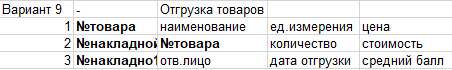 Вариант 9 - Отгрузка товаров
1 №товара наименование ед.измерения цена
2 №накладной №товара количество стоимость
3 №накладно отв.лицо дата отгрузки средний балл